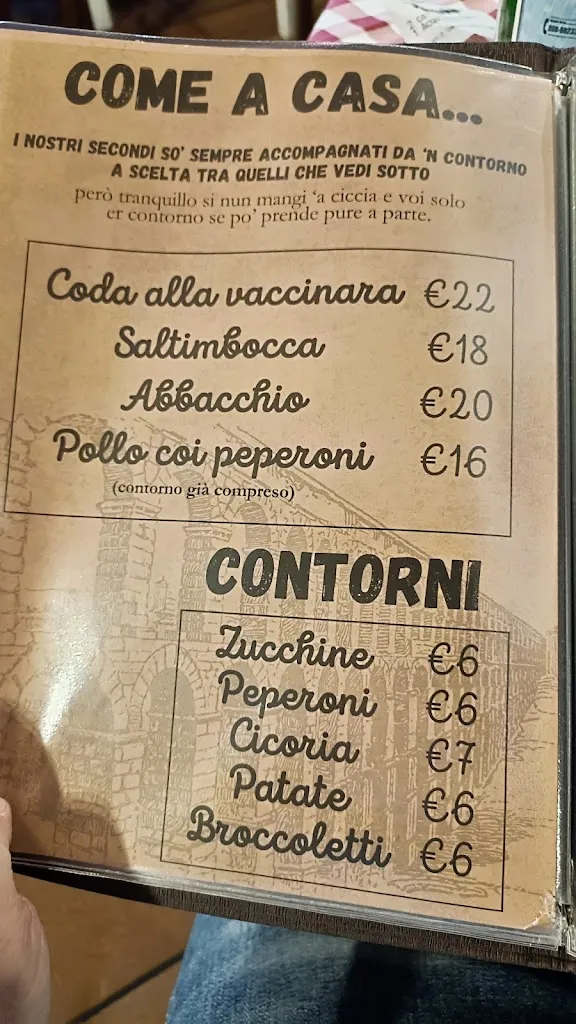 COME A CASA...
I NOSTRI SECONDI SO' SEMPRE ACCOMPAGNATI DA 'N CONTORNO
A SCELTA TRA QUELLI CHE VEDI SOTTO
però tranquillo si nun mangi 'a ciccia e voi solo
er contorno se po' prende pure a parte.
Coda alla vaccinara €22
Saltimbocca €18
Abbacchio €20
Pollo coi peperoni €16
(contorno già compreso)
CONTORNI
Zucchine €6
Peperoni €6
Cicoria €7
Patate €6
Broccoletti €6